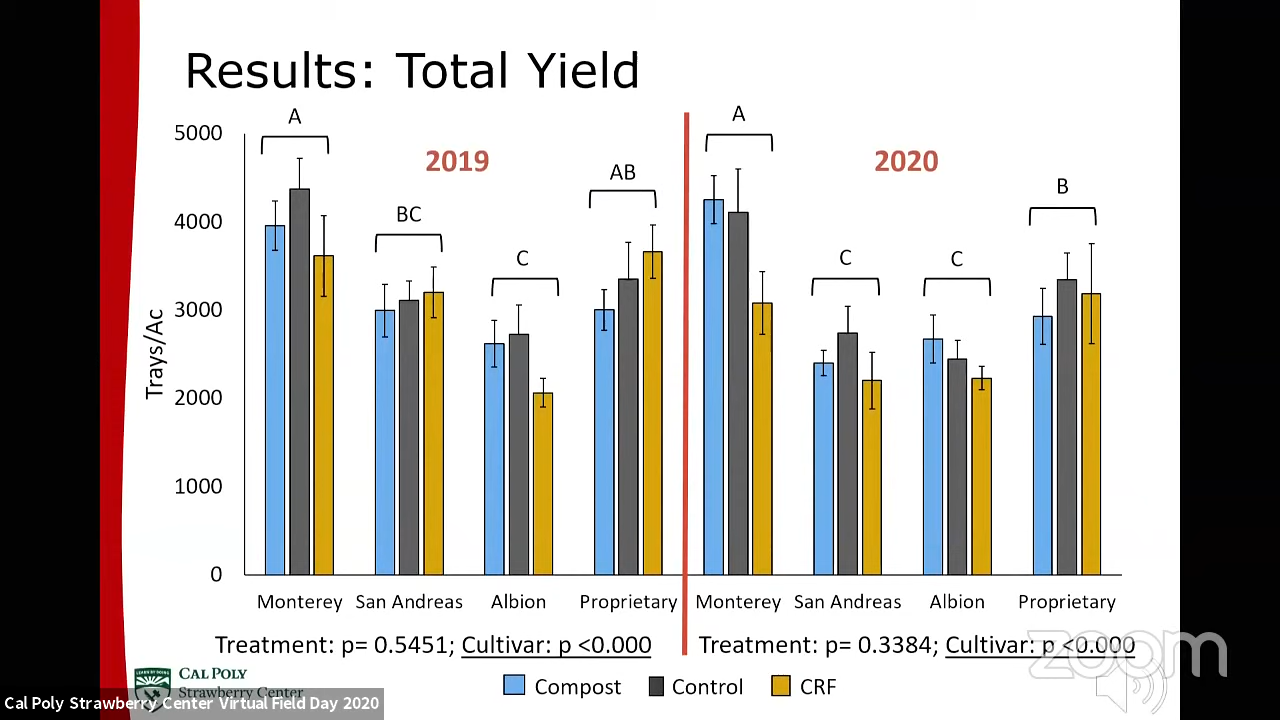 Results: Total Yield
5000
4000
3000
2000
1000
0
Trays/Ac
2019
A
BC
C
AB
2020
A
C
C
B
Monterey San Andreas Albion Proprietary Monterey San Andreas Albion Proprietary
Treatment: p= 0.5451; Cultivar: p <0.000 Treatment: p= 0.3384; Cultivar: p <0.000
Compost Control CRF
CAL POLY
Strawberry Center
Cal Poly Strawberry Center Virtual Field Day 2020
zoom